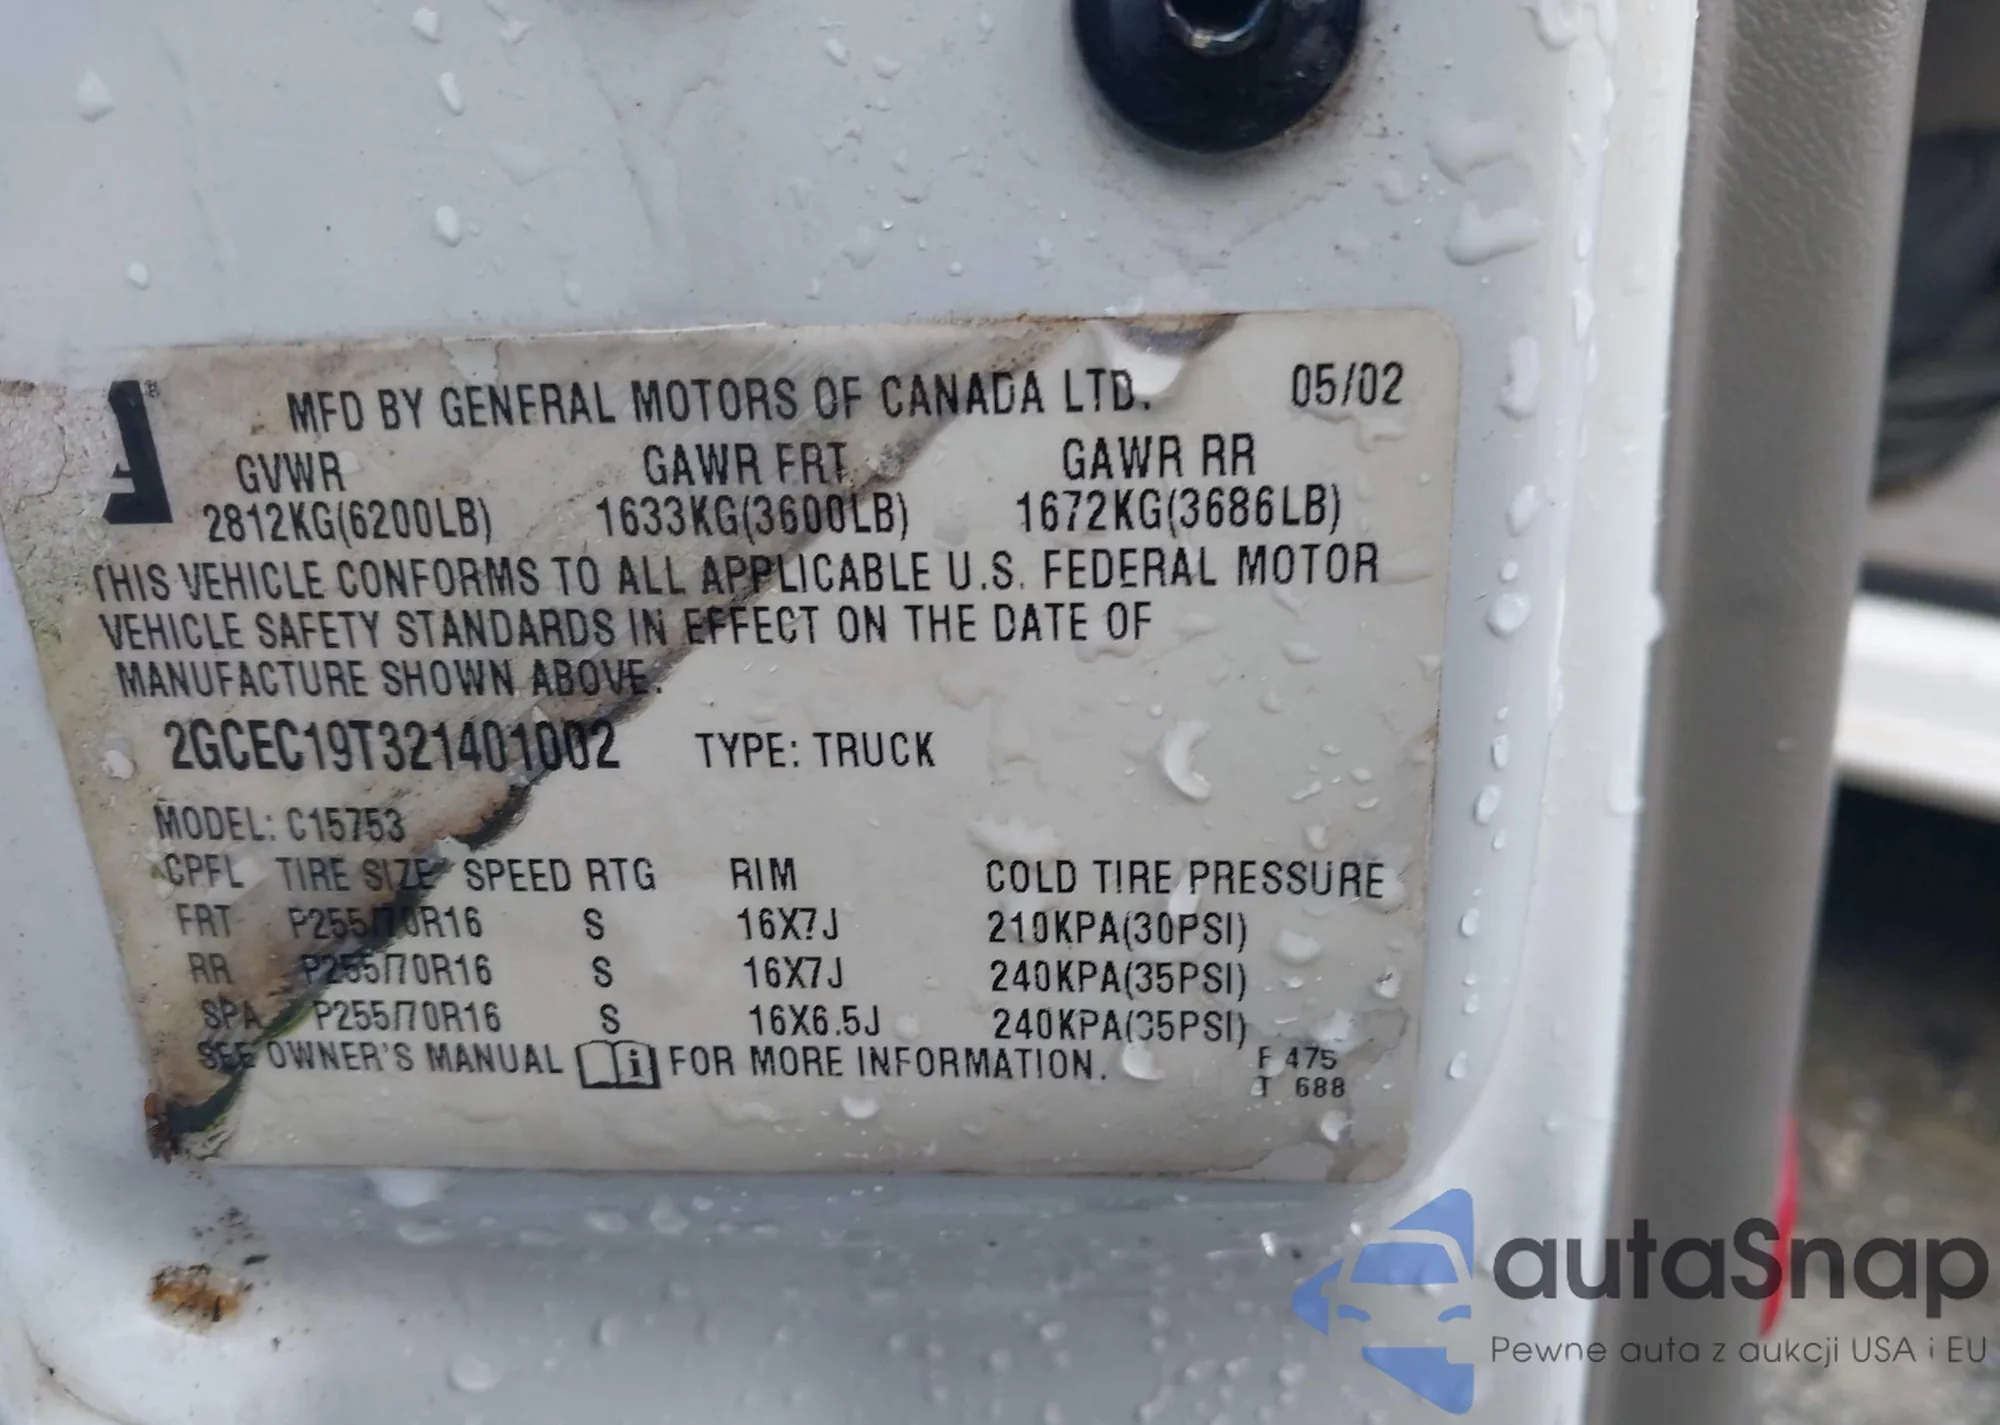 MFD BY GENERAL MOTORS OF CANADA LTD. 05/02
GVWR GAWR FRT GAWR RR
2812KG(6200LB) 1633KG(3600LB) 1672KG(3686LB)
THIS VEHICLE CONFORMS TO ALL APPLICABLE U.S. FEDERAL MOTOR
VEHICLE SAFETY STANDARDS IN EFFECT ON THE DATE OF
MANUFACTURE SHOWN ABOVE.
2GCEC19T321401002 TYPE: TRUCK
MODEL: C15753
CPFL TIRE SIZE SPEED RTG RIM COLD TIRE PRESSURE
FRT P255/70R16 S 16X7J 210KPA(30PSI)
RR P255/70R16 S 16X7J 240KPA(35PSI)
SPA P255/70R16 S 16X6.5J 240KPA(35PSI)
SEE OWNER'S MANUAL i FOR MORE INFORMATION.
F 475
T 688
autaSnap
Pewne auta z aukcji USA i EU